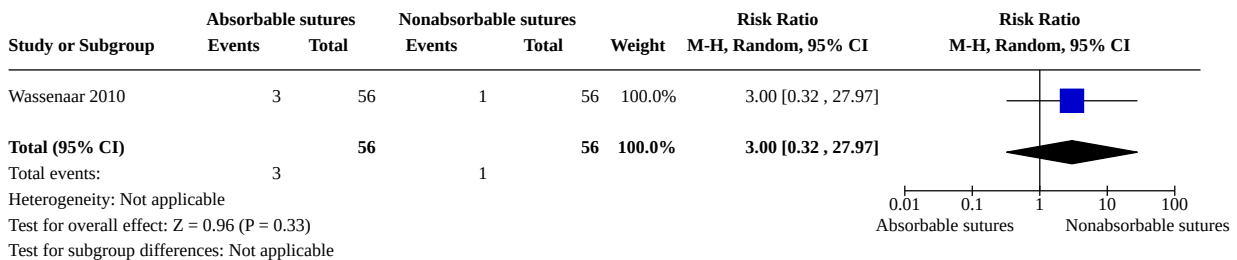 Absorbable sutures Nonabsorbable sutures Risk Ratio Risk Ratio
Study or Subgroup Events Total Events Total Weight M-H, Random, 95% CI M-H, Random, 95% CI
Wassenaar 2010 3 56 1 56 100.0% 3.00 [0.32 , 27.97]
Total (95% CI) 56 56 100.0% 3.00 [0.32 , 27.97]
Total events: 3 1
Heterogeneity: Not applicable
0.01 0.1 1 10 100
Test for overall effect: Z = 0.96 (P = 0.33)
Absorbable sutures Nonabsorbable sutures
Test for subgroup differences: Not applicable